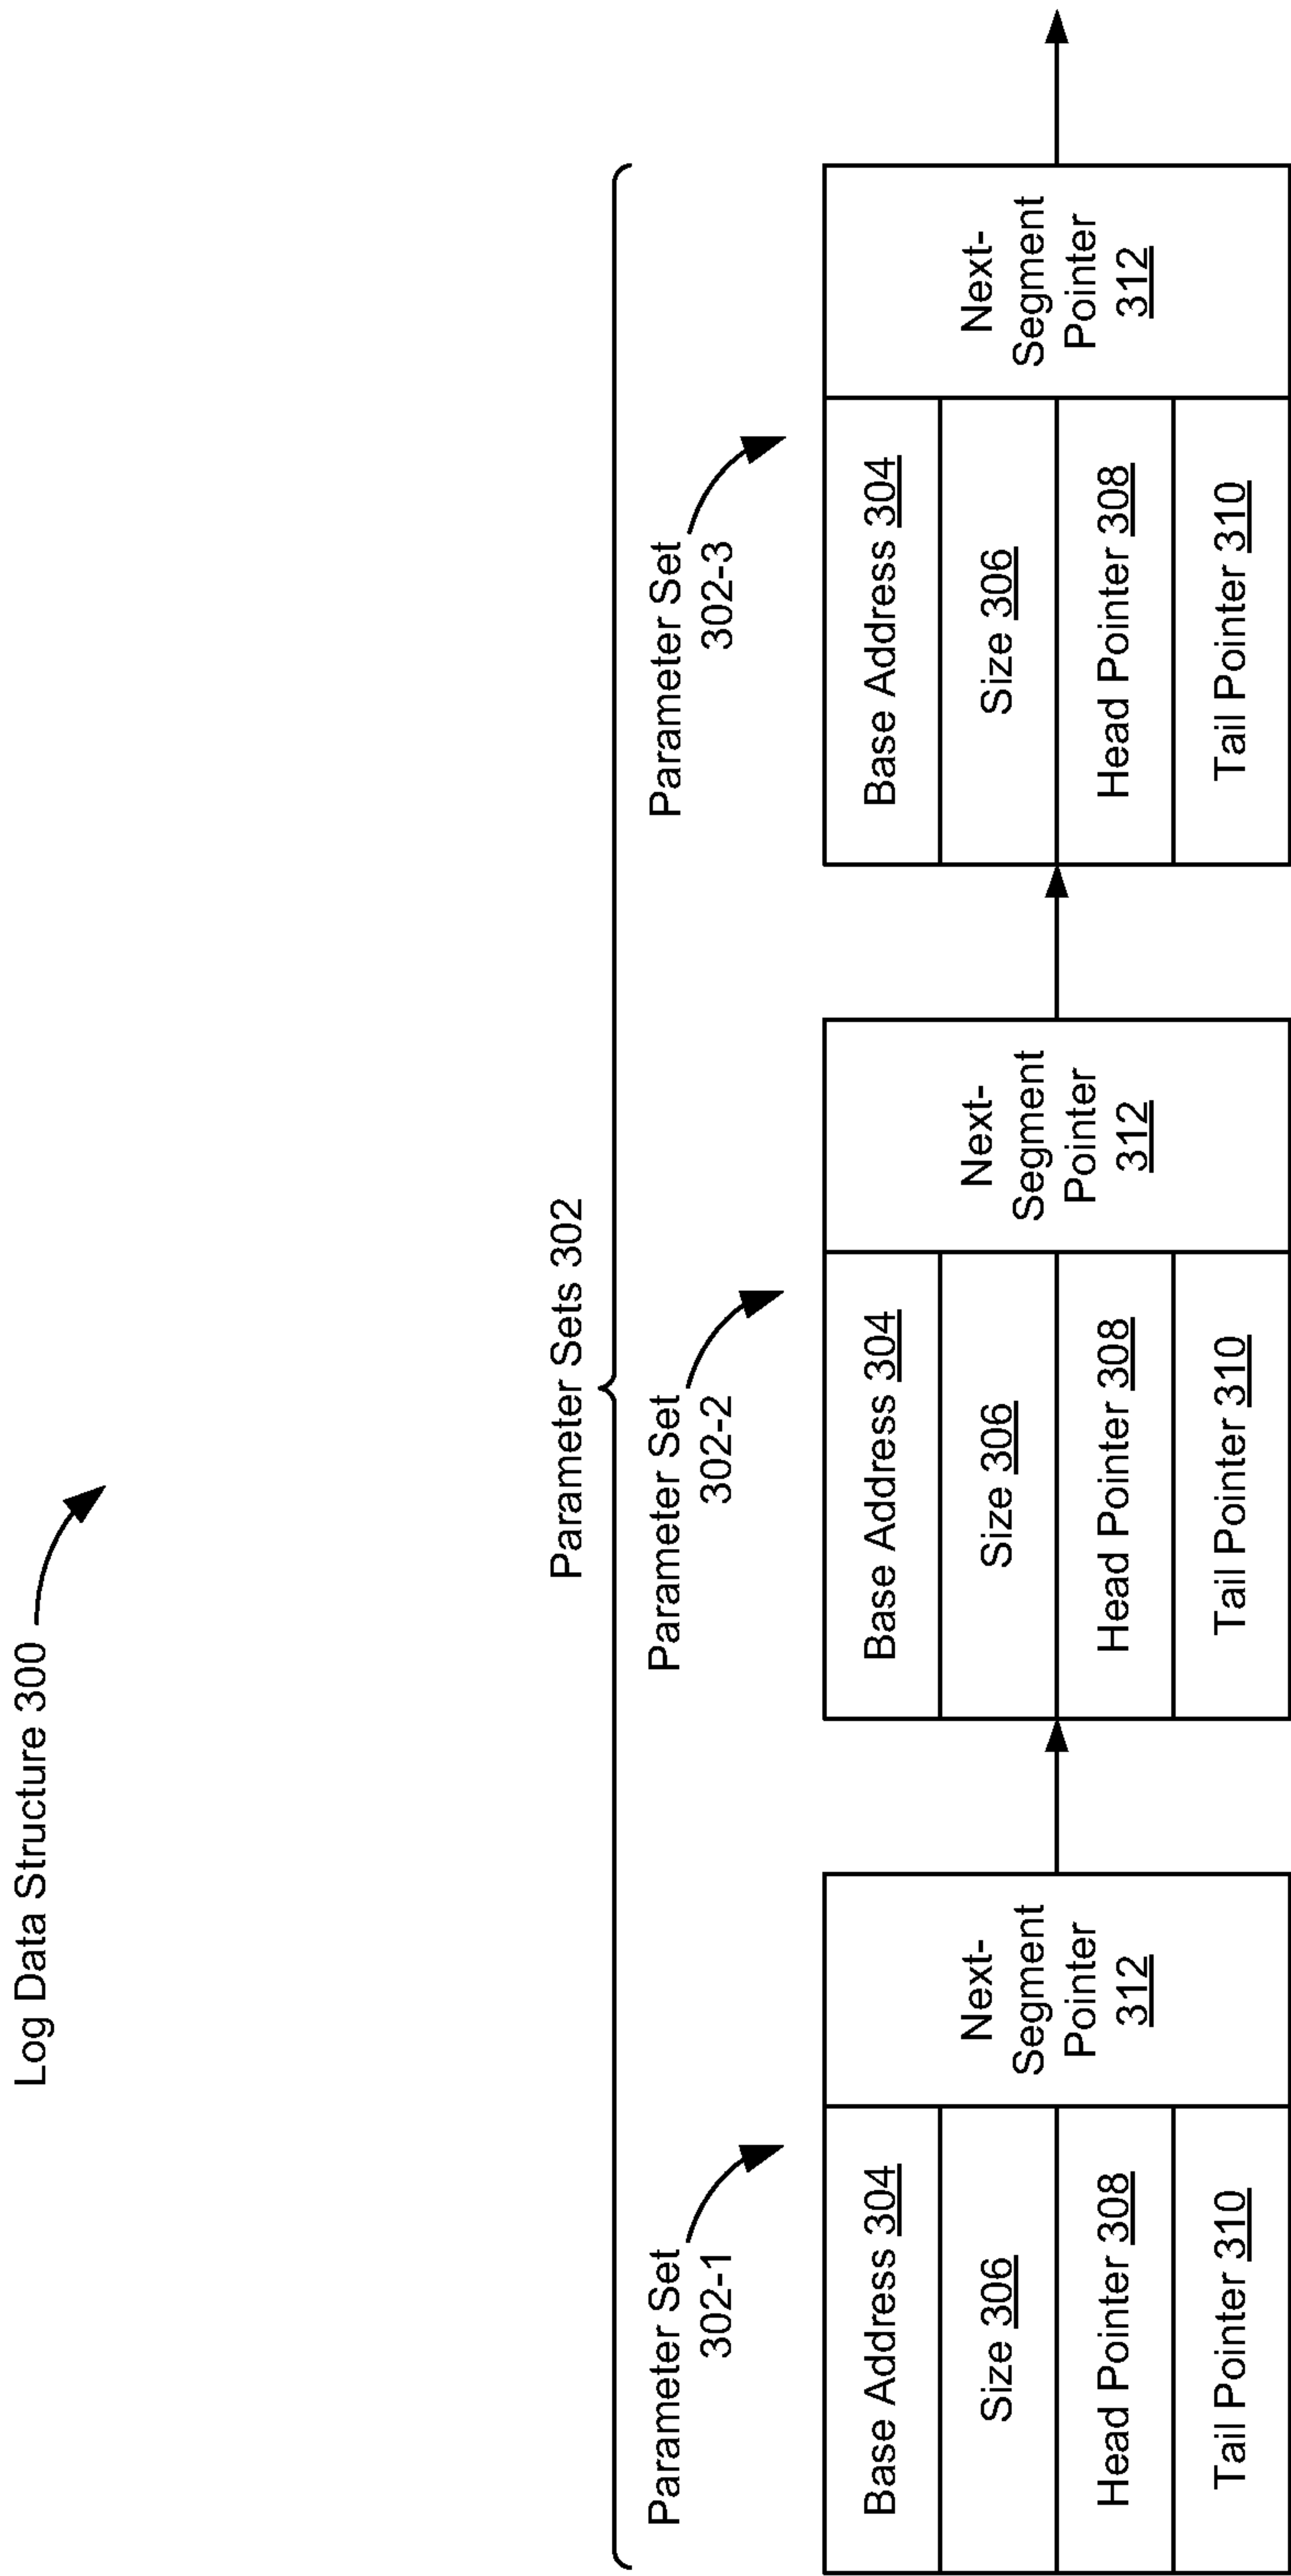 Log Data Structure 300
Parameter Sets 302
Parameter Set
302-1
Parameter Set
302-2
Parameter Set
302-3
Base Address 304
Size 306
Head Pointer 308
Tail Pointer 310
Next-
Segment
Pointer
312
Base Address 304
Size 306
Head Pointer 308
Tail Pointer 310
Next-
Segment
Pointer
312
Base Address 304
Size 306
Head Pointer 308
Tail Pointer 310
Next-
Segment
Pointer
312